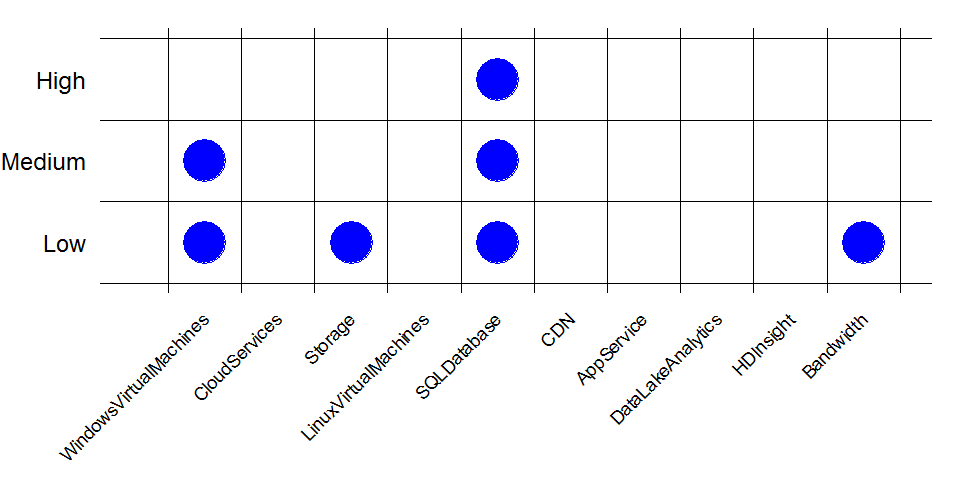 High
Medium
Low
WindowsVirtualMachines
CloudServices
Storage
LinuxVirtualMachines
SQLDatabase
CDN
AppService
DataLakeAnalytics
HDInsight
Bandwidth